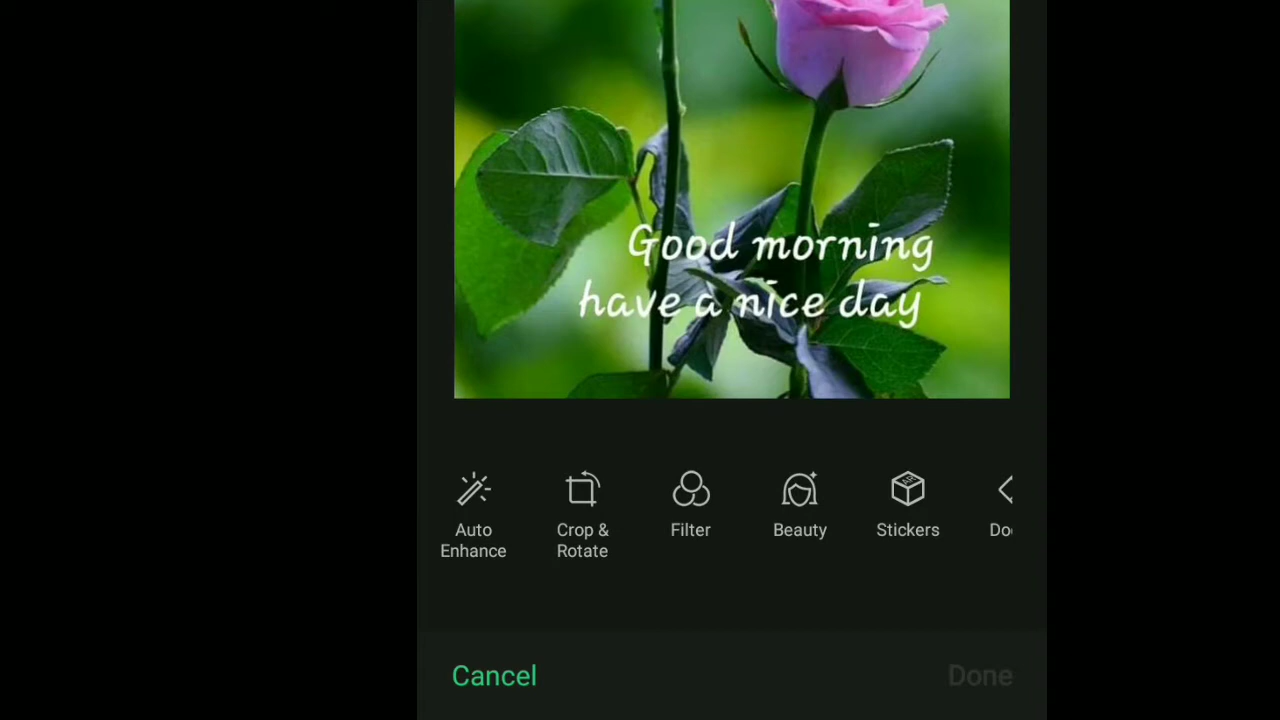 Good morning
have a nice day
Auto Enhance
Crop & Rotate
Filter
Beauty
Stickers
Cancel
Done